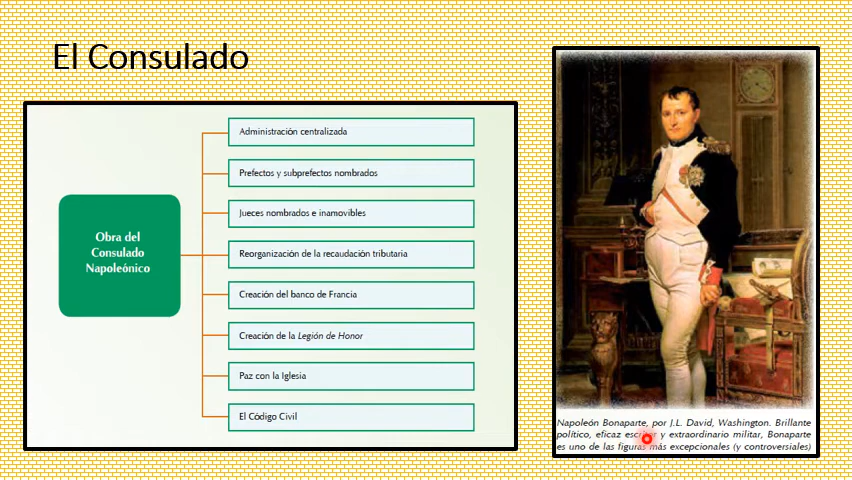 El Consulado
Obra del
Consulado
Napoleónico
Administración centralizada
Prefectos y subprefectos nombrados
Jueces nombrados e inamovibles
Reorganización de la recaudación tributaria
Creación del banco de Francia
Creación de la Legión de Honor
Paz con la Iglesia
El Código Civil
Napoleón Bonaparte, por J.L. David, Washington. Brillante
político, eficaz y extraordinario militar, Bonaparte
es uno de las figuras más excepcionales (y controversiales)